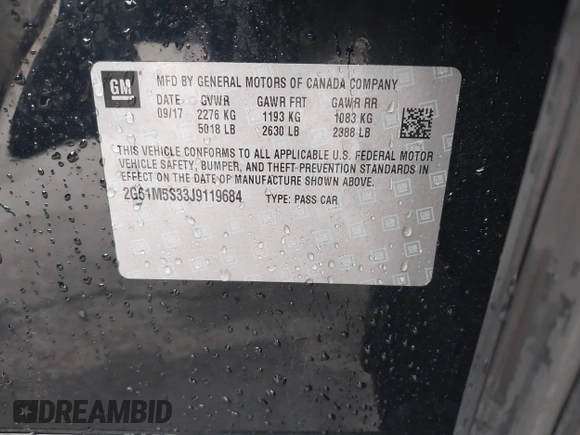 GM
MFD BY GENERAL MOTORS OF CANADA COMPANY
DATE GVWR GAWR FRT GAWR RR
09/17 2276 KG 1193 KG 1083 KG
5018 LB 2630 LB 2388 LB
THIS VEHICLE CONFORMS TO ALL APPLICABLE U.S. FEDERAL MOTOR
VEHICLE SAFETY, BUMPER, AND THEFT PREVENTION STANDARDS IN
EFFECT ON THE DATE OF MANUFACTURE SHOWN ABOVE.
2G61M5S33J9119684 TYPE: PASS CAR
DREAMBID